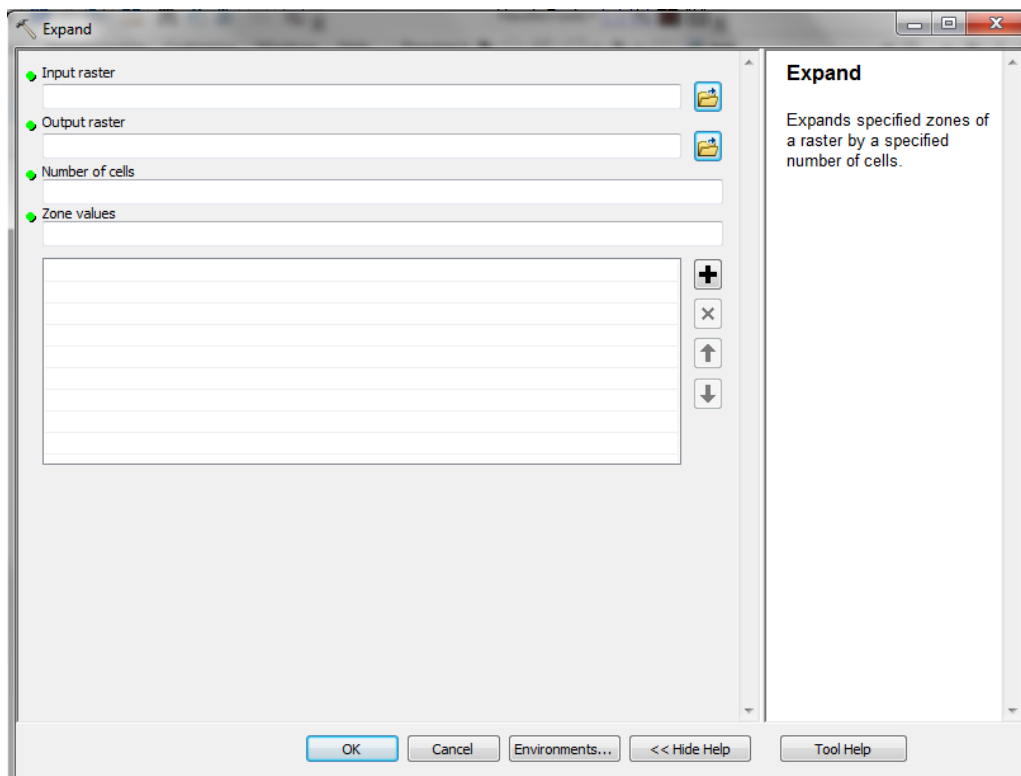 Expand
Input raster
Output raster
Number of cells
Zone values
OK
Cancel
Environments...
<< Hide Help
Expand
Expands specified zones of
a raster by a specified
number of cells.
Tool Help